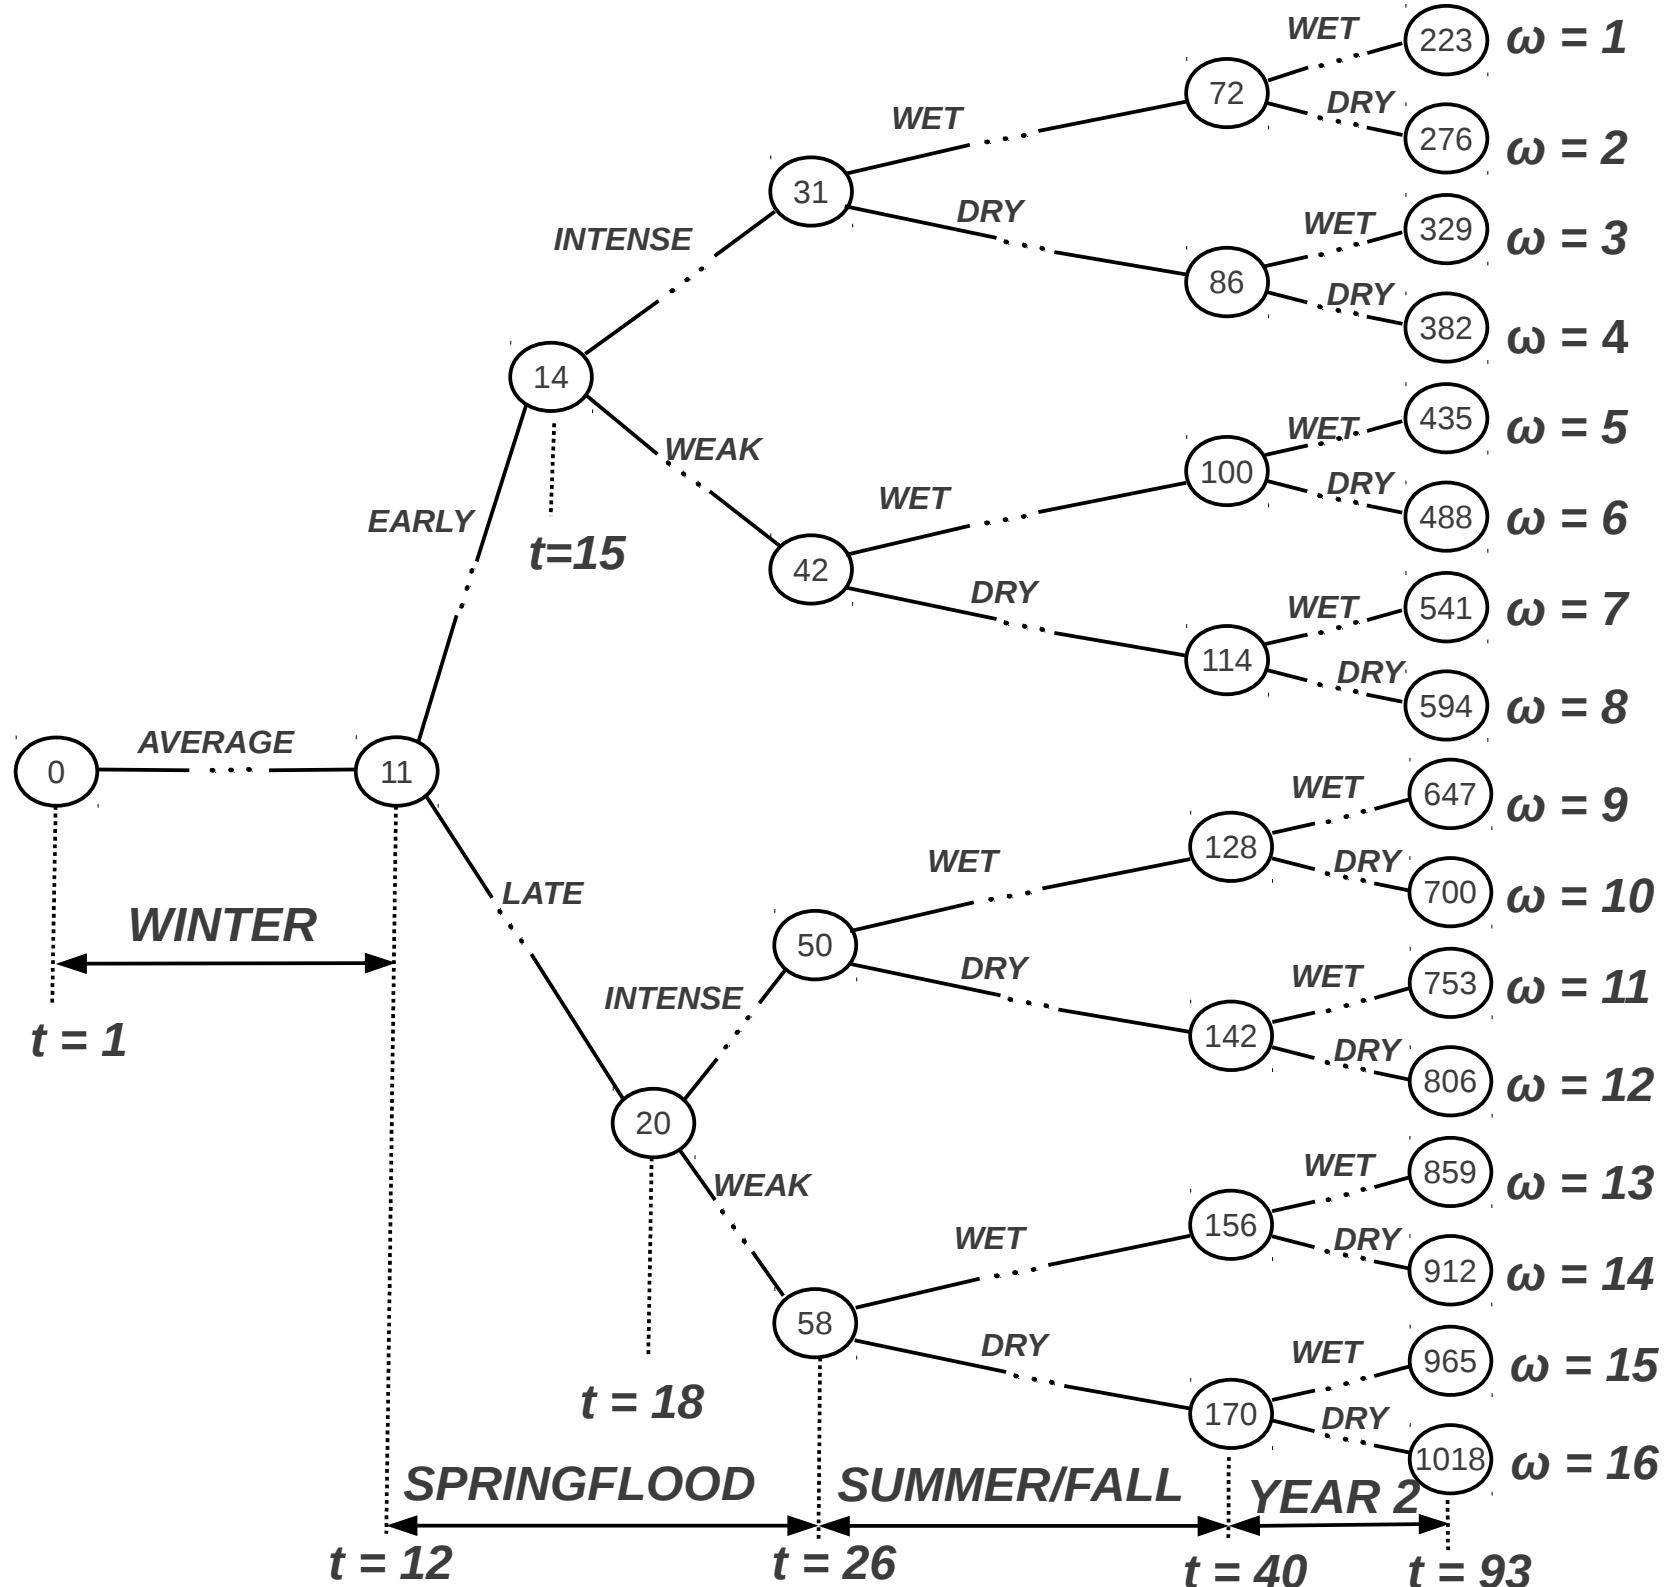 WET
223
ω = 1
72
DRY
276
ω = 2
WET
31
DRY
WET
329
ω = 3
86
DRY
382
ω = 4
INTENSE
14
WEAK
WET
435
ω = 5
100
DRY
488
ω = 6
WET
42
DRY
WET
541
ω = 7
114
DRY
594
ω = 8
EARLY
t=15
0
AVERAGE
11
WET
647
ω = 9
128
DRY
700
ω = 10
LATE
WET
50
DRY
WET
753
ω = 11
142
DRY
806
ω = 12
WINTER
t = 1
INTENSE
20
WEAK
WET
859
ω = 13
156
DRY
912
ω = 14
WET
58
DRY
WET
965
ω = 15
170
DRY
1018
ω = 16
t = 18
SPRINGFLOOD
SUMMER/FALL
YEAR 2
t = 12
t = 26
t = 40
t = 93